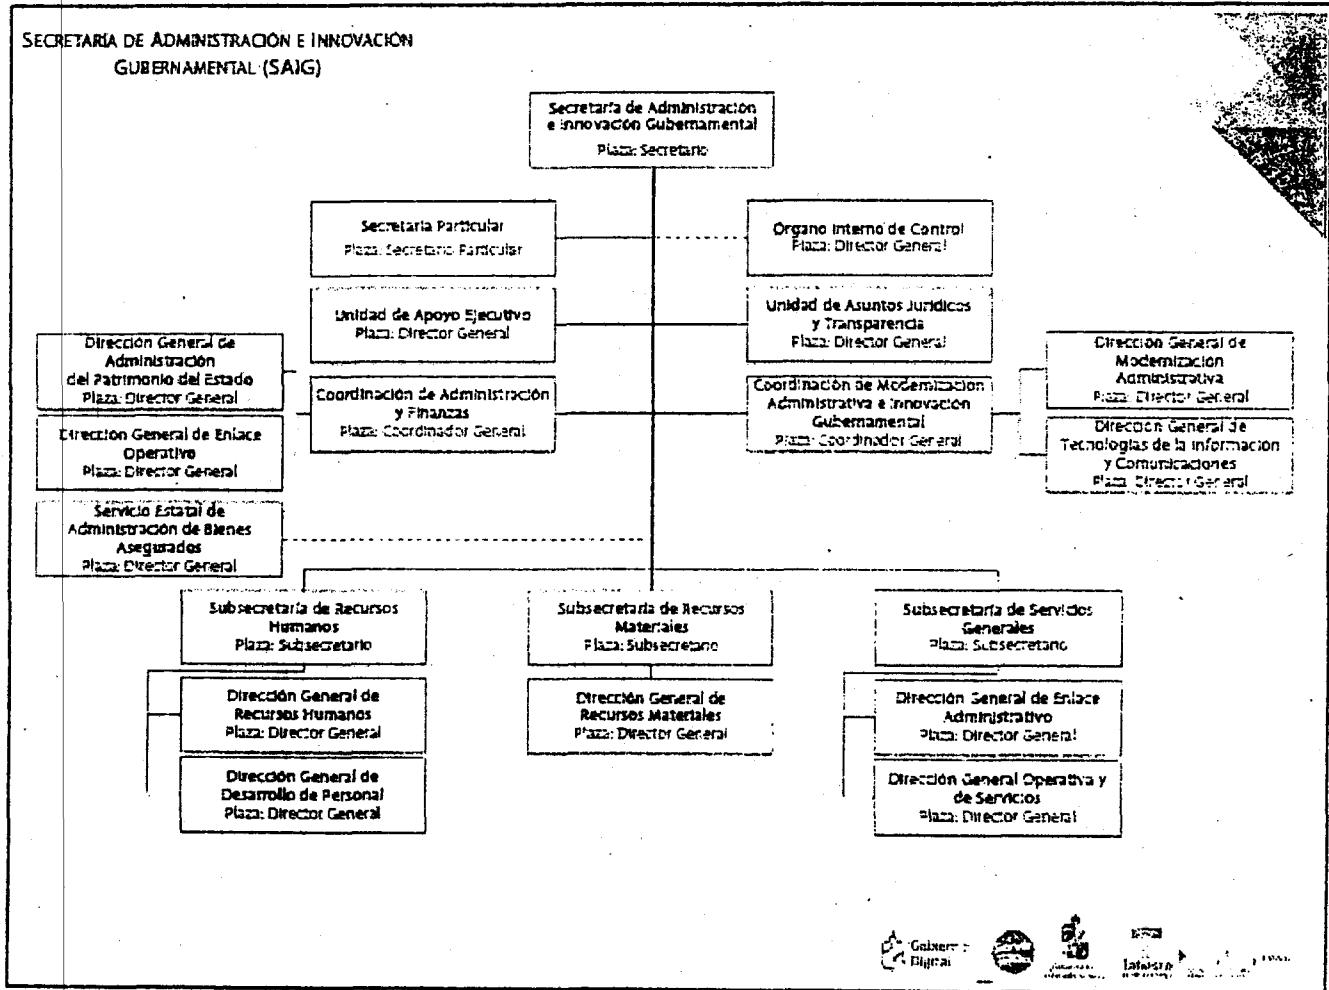 SECRETARÍA DE ADMINISTRACIÓN E INNOVACIÓN
GUBERNAMENTAL (SAIG)
Secretaría de Administración
e Innovación Gubernamental
Plaza: Secretario
Secretaría Particular
Plaza: Secretario Particular
Órgano Interno de Control
Plaza: Director General
Unidad de Apoyo Ejecutivo
Plaza: Director General
Unidad de Asuntos Jurídicos
y Transparencia
Plaza: Director General
Dirección General de
Administración
del Patrimonio del Estado
Plaza: Director General
Coordinación de Administración
y Finanzas
Plaza: Coordinador General
Coordinación de Modernización
Administrativa e Innovación
Gubernamental
Plaza: Coordinador General
Dirección General de
Modernización
Administrativa
Plaza: Director General
Dirección General de Enlace
Operativo
Plaza: Director General
Dirección General de
Tecnologías de la Información
y Comunicaciones
Plaza: Director General
Servicio Estatal de
Administración de Bienes
Asegurados
Plaza: Director General
Subsecretaría de Recursos
Humanos
Plaza: Subsecretario
Subsecretaría de Recursos
Materiales
Plaza: Subsecretario
Subsecretaría de Servicios
Generales
Plaza: Subsecretario
Dirección General de
Recursos Humanos
Plaza: Director General
Dirección General de
Recursos Materiales
Plaza: Director General
Dirección General de Enlace
Administrativo
Plaza: Director General
Dirección General de
Desarrollo de Personal
Plaza: Director General
Dirección General Operativa y
de Servicios
Plaza: Director General
Gobierno
Digital
Tabasco